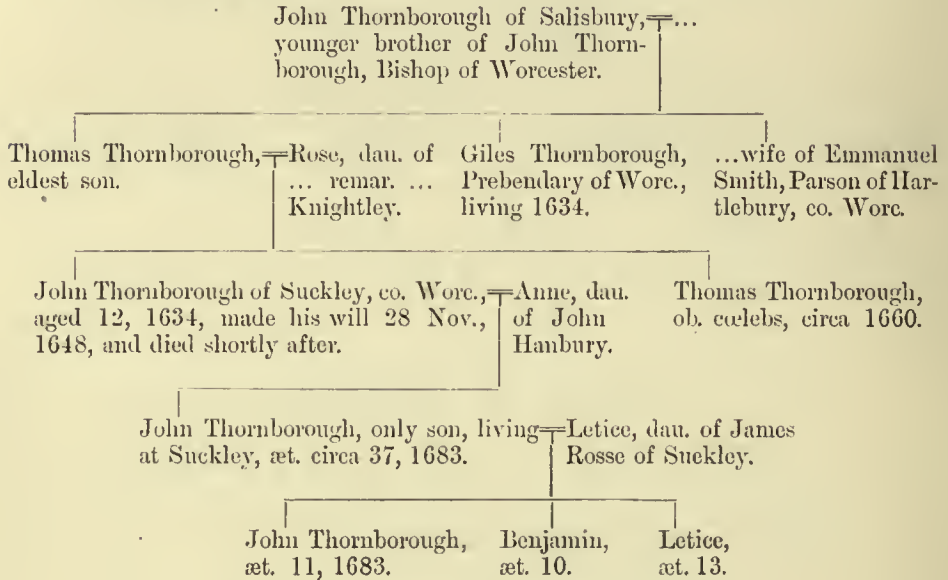 John Thornborough of Salisbury,=...
younger brother of John Thorn-
borough, Bishop of Worcester.
Thomas Thornborough,=Rose, dau. of
eldest son. ... remar. ...
Knightley.
Giles Thornborough,
Prebendary of Worc.,
living 1634.
...wife of Emmanuel
Smith, Parson of Har-
tlebury, co. Worc.
John Thornborough of Suckley, co. Worc.,=Anne, dau.
aged 12, 1634, made his will 28 Nov., of John
1648, and died shortly after. Hanbury.
Thomas Thornborough,
ob. cœlebs, circa 1660.
John Thornborough, only son, living=Letice, dau. of James
at Suckley, æt. circa 37, 1683. Rosse of Suckley.
John Thornborough,
æt. 11, 1683.
Benjamin,
æt. 10.
Letice,
æt. 13.